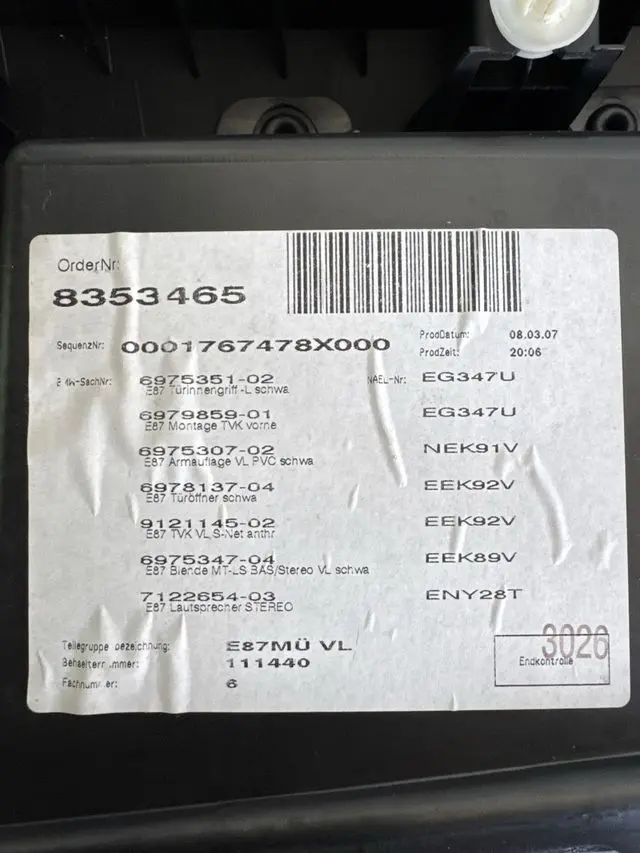 OrderNr:
8353465
SequenzNr: 0001767478X000
ProdDatum: 08.03.07
ProdZeit: 20:06
SachNr: 6975351-02 NAEL-Nr: EG347U
E87 Türinnengriff-L schwa
6979859-01 EG347U
E87 Montage TVK vorne
6975307-02 NEK91V
E87 Armauflage VL PVC schwa
6978137-04 EEK92V
E87 Türöffner schwa
9121145-02 EEK92V
E87 TVK VL,S-Net anthr
6975347-04 EEK89V
E87 Blende MT-LS BAS/Stereo VL schwa
7122654-03 ENY28T
E87 Lautsprecher STEREO
E87MÜ VL
111440
6
3026
Endkontrolle